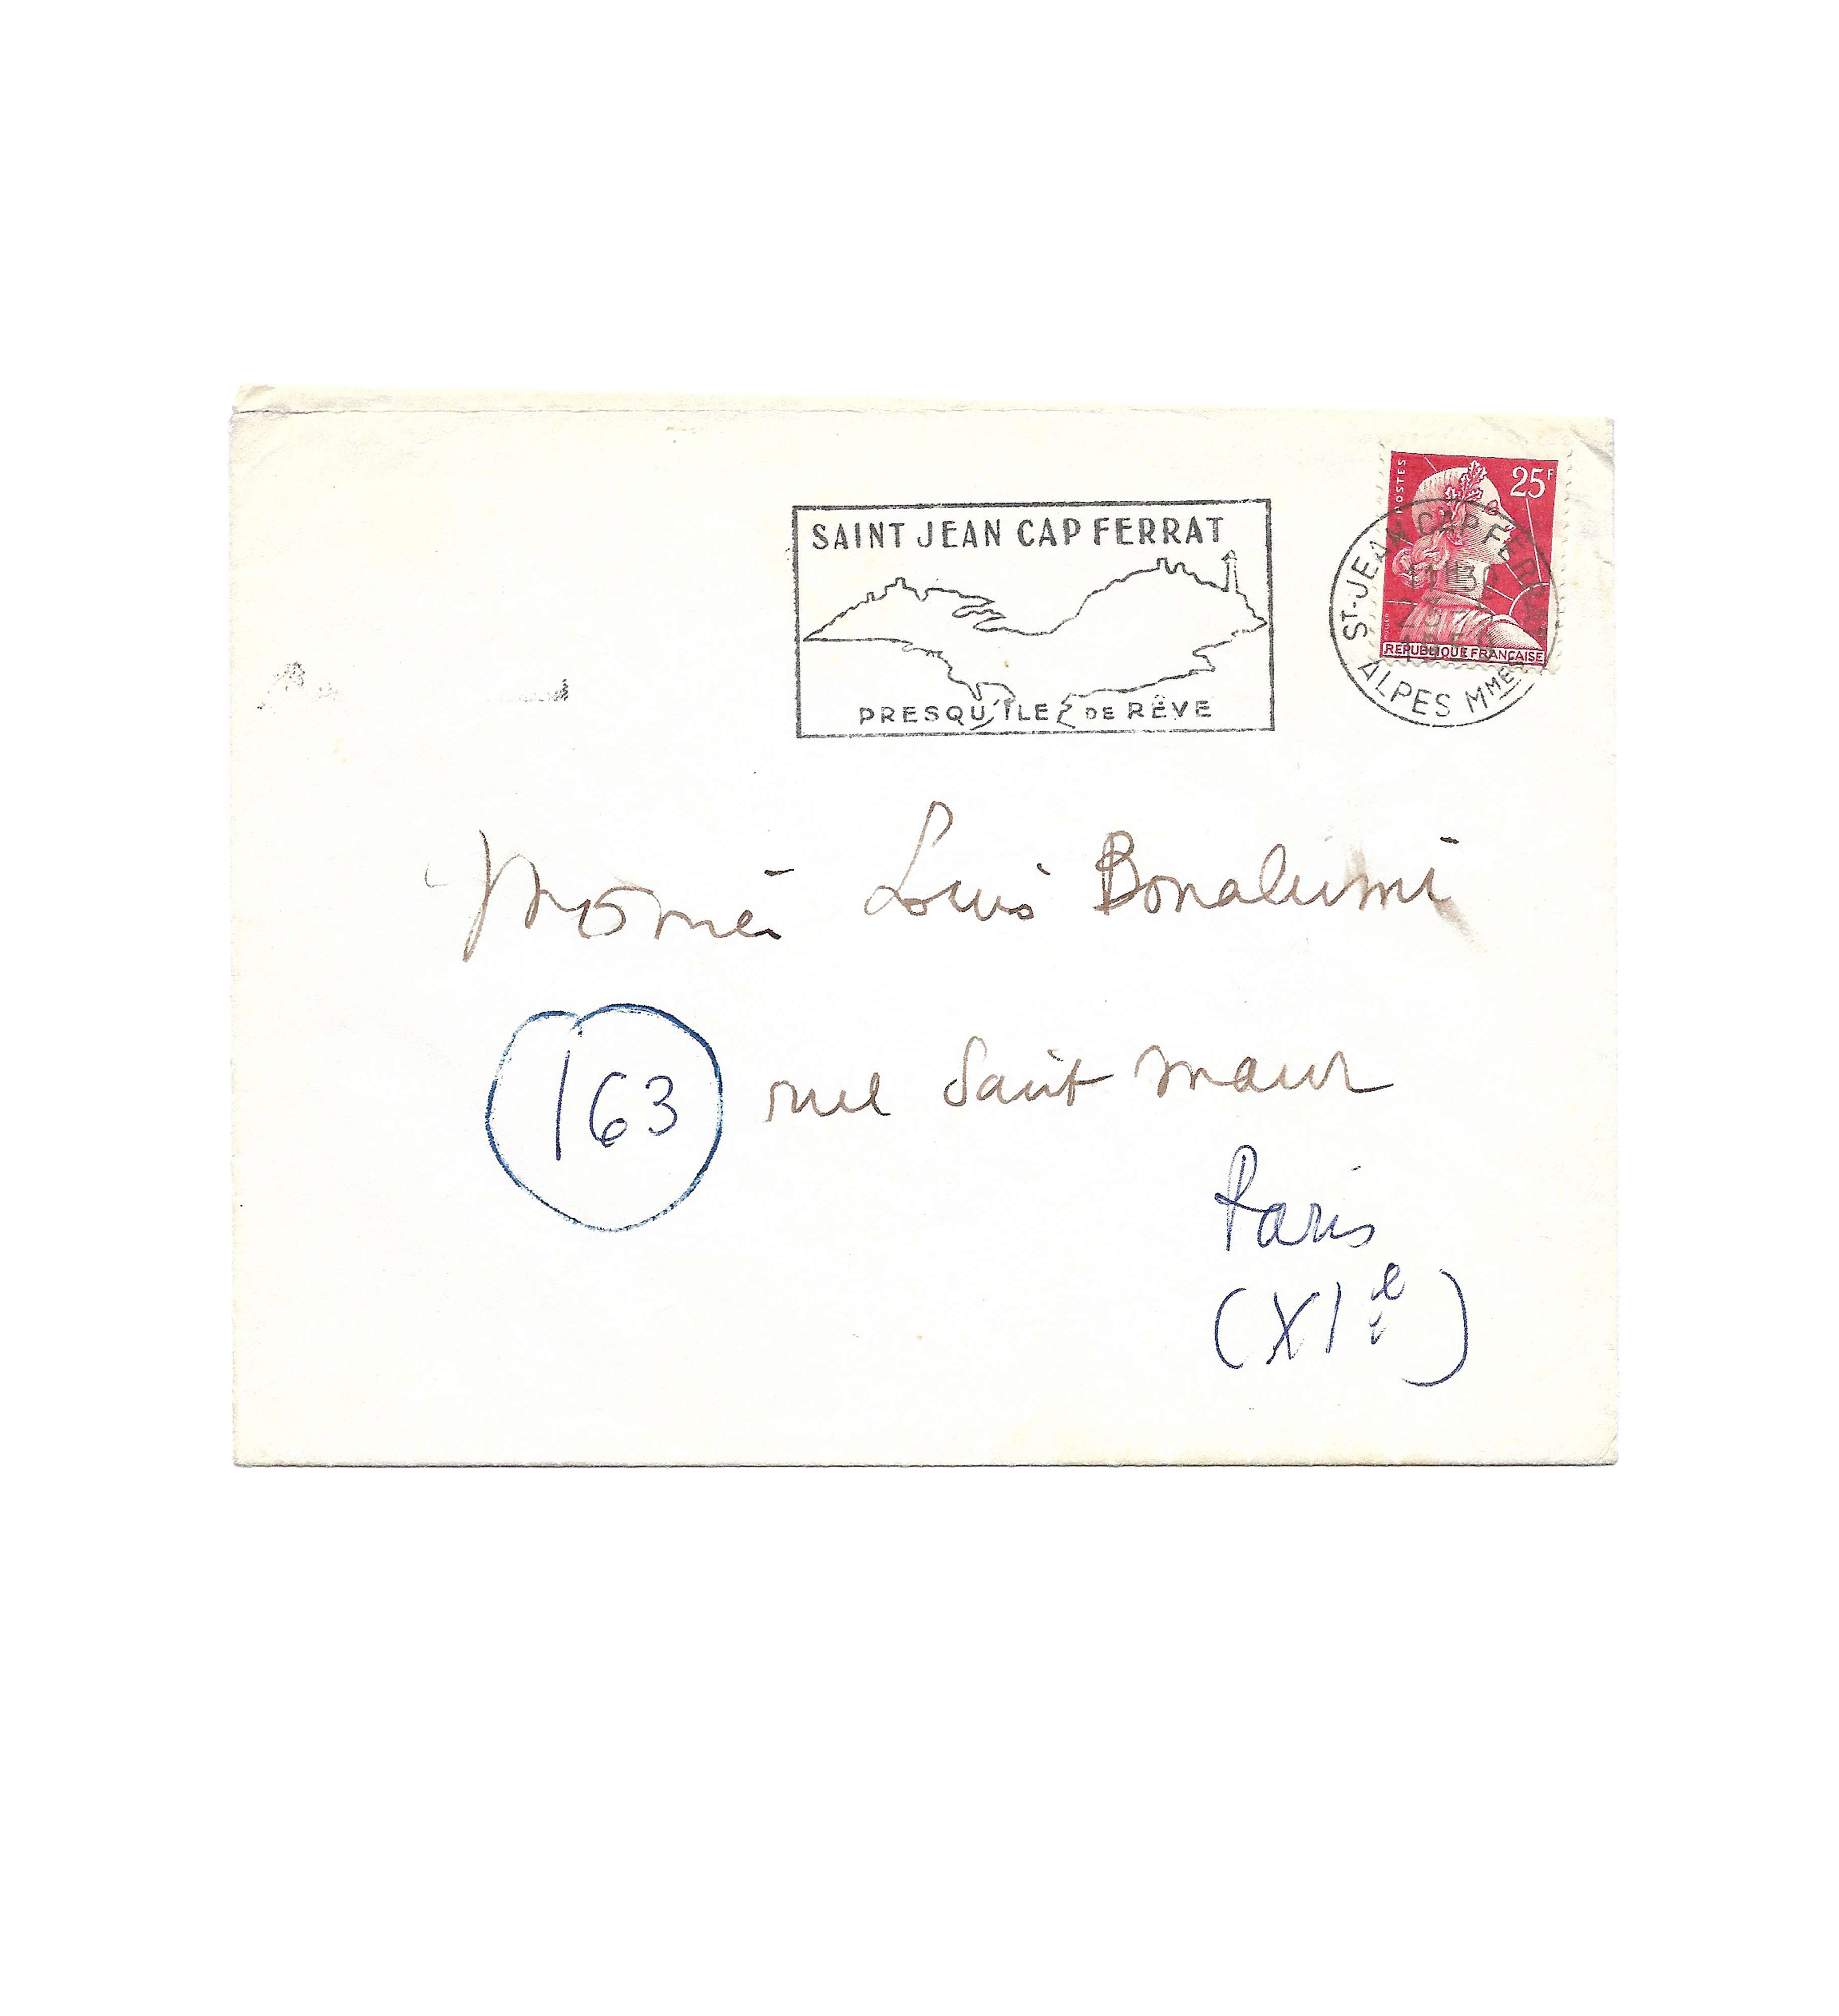 SAINT JEAN CAP FERRAT
PRESQU'ILE DE RÊVE
POSTES
25F
REPUBLIQUE FRANÇAISE
ST-JEAN CAP FERRAT
ALPES MMES
Louis Bonalumi
163 rue Saint Maur
Paris
(XIe)